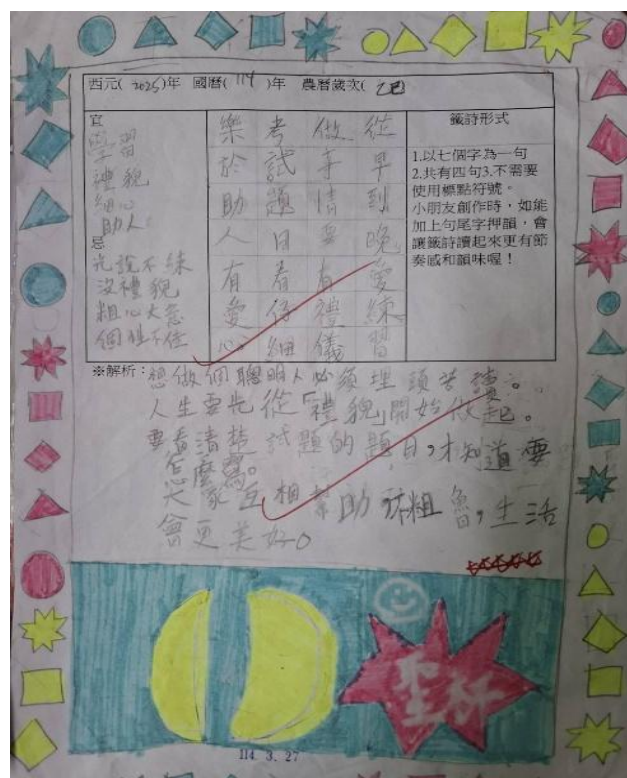 西元( 2025)年 國曆( 114 )年 農曆歲次( 乙巳
宜
學習
禮貌
細心
助人
忌
光說不練
沒禮貌
粗心大意
個性不佳
從早到晚愛練習
做事情要有禮儀
考試題目看仔細
樂於助人有愛心
籤詩形式
1.以七個字為一句
2.共有四句3.不需要
使用標點符號。
小朋友創作時，如能
加上句尾字押韻，會
讓籤詩讀起來更有節
奏感和韻味喔！
※解析：想做個聰明人必須埋頭苦讀。
人生要先從「禮貌」開始做起。
要看清楚試題的題目，才知道要
怎麼寫。
大家互相幫助 粗魯，生活
會更美好。
聖杯
114. 3. 27